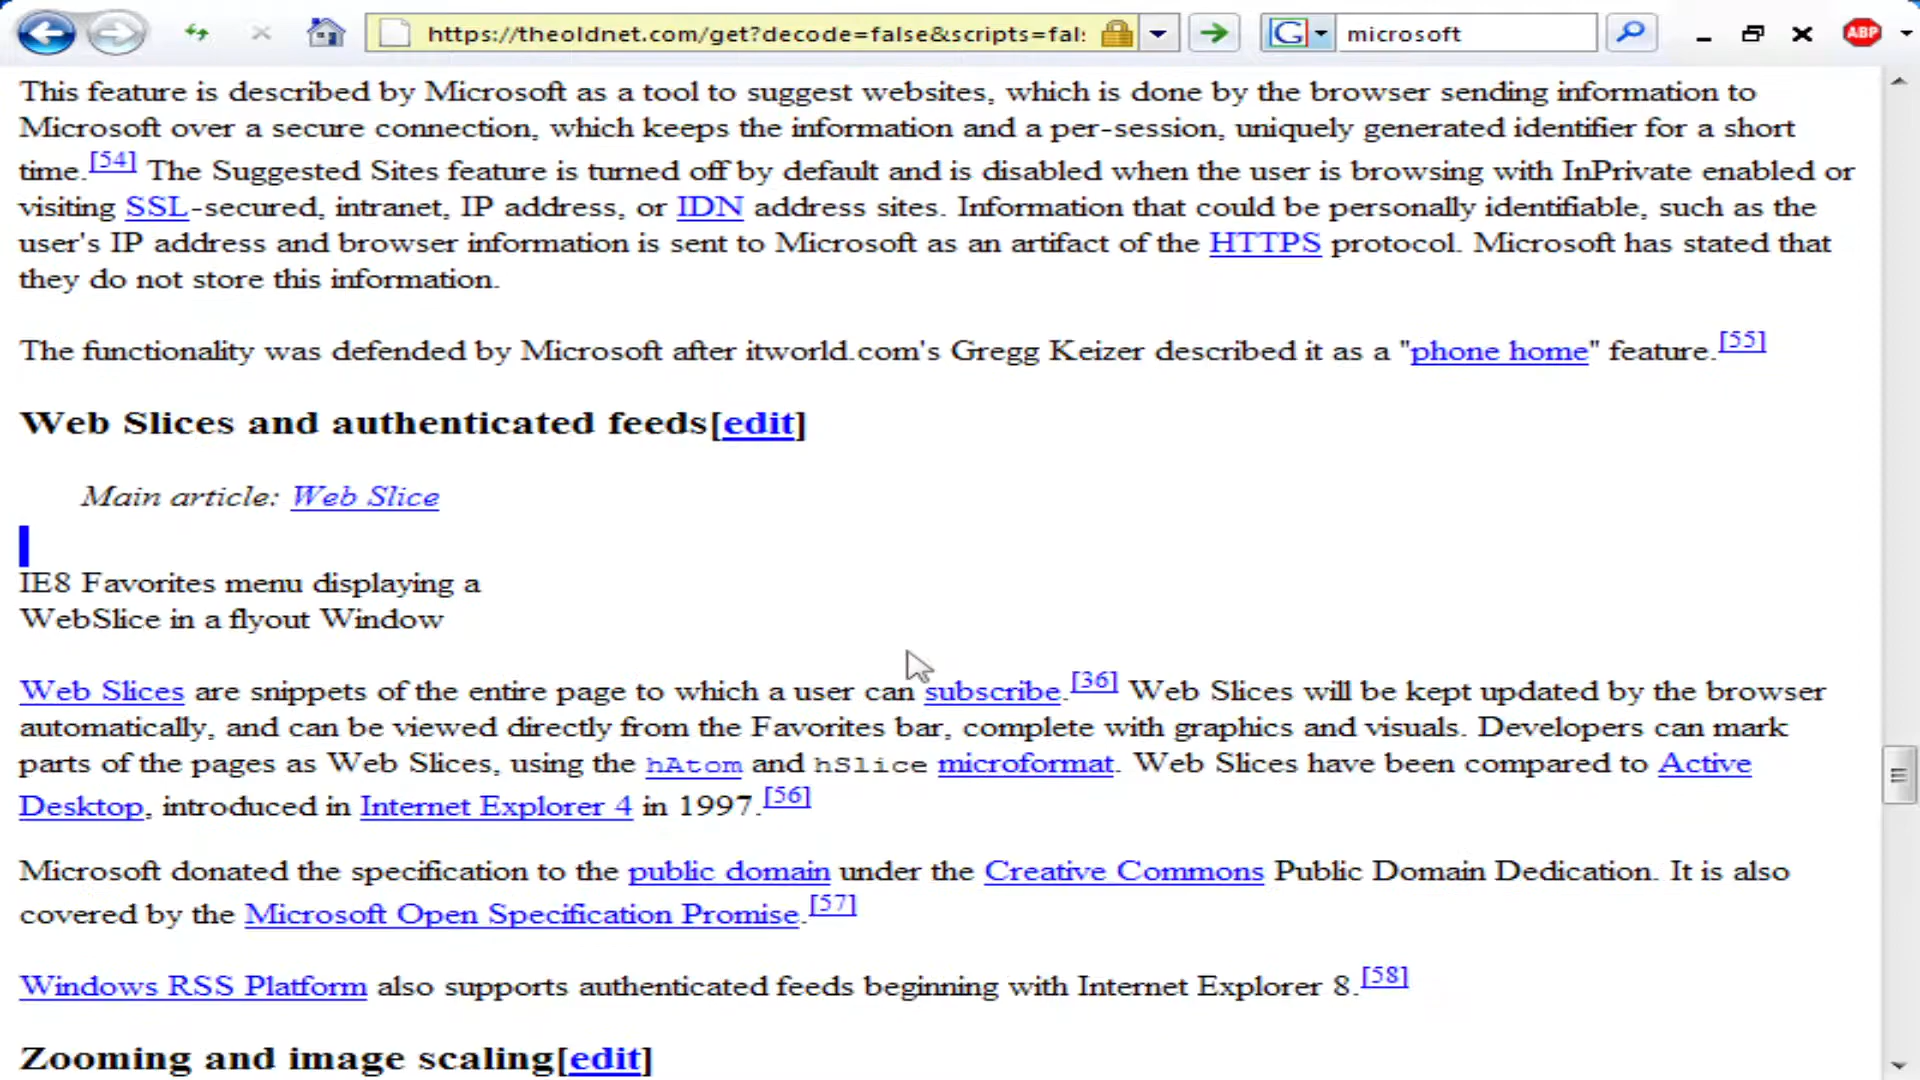 https://theoldnet.com/get?decode=false&scripts=fal
G
microsoft
ABP
This feature is described by Microsoft as a tool to suggest websites, which is done by the browser sending information to
Microsoft over a secure connection, which keeps the information and a per-session, uniquely generated identifier for a short
time.[54] The Suggested Sites feature is turned off by default and is disabled when the user is browsing with InPrivate enabled or
visiting SSL-secured, intranet, IP address, or IDN address sites. Information that could be personally identifiable, such as the
user's IP address and browser information is sent to Microsoft as an artifact of the HTTPS protocol. Microsoft has stated that
they do not store this information.
The functionality was defended by Microsoft after itworld.com's Gregg Keizer described it as a "phone home" feature.[55]
Web Slices and authenticated feeds[edit]
Main article: Web Slice
IE8 Favorites menu displaying a
WebSlice in a flyout Window
Web Slices are snippets of the entire page to which a user can subscribe.[36] Web Slices will be kept updated by the browser
automatically, and can be viewed directly from the Favorites bar, complete with graphics and visuals. Developers can mark
parts of the pages as Web Slices, using the hAtom and hSlice microformat. Web Slices have been compared to Active
Desktop, introduced in Internet Explorer 4 in 1997.[56]
Microsoft donated the specification to the public domain under the Creative Commons Public Domain Dedication. It is also
covered by the Microsoft Open Specification Promise.[57]
Windows RSS Platform also supports authenticated feeds beginning with Internet Explorer 8.[58]
Zooming and image scaling[edit]